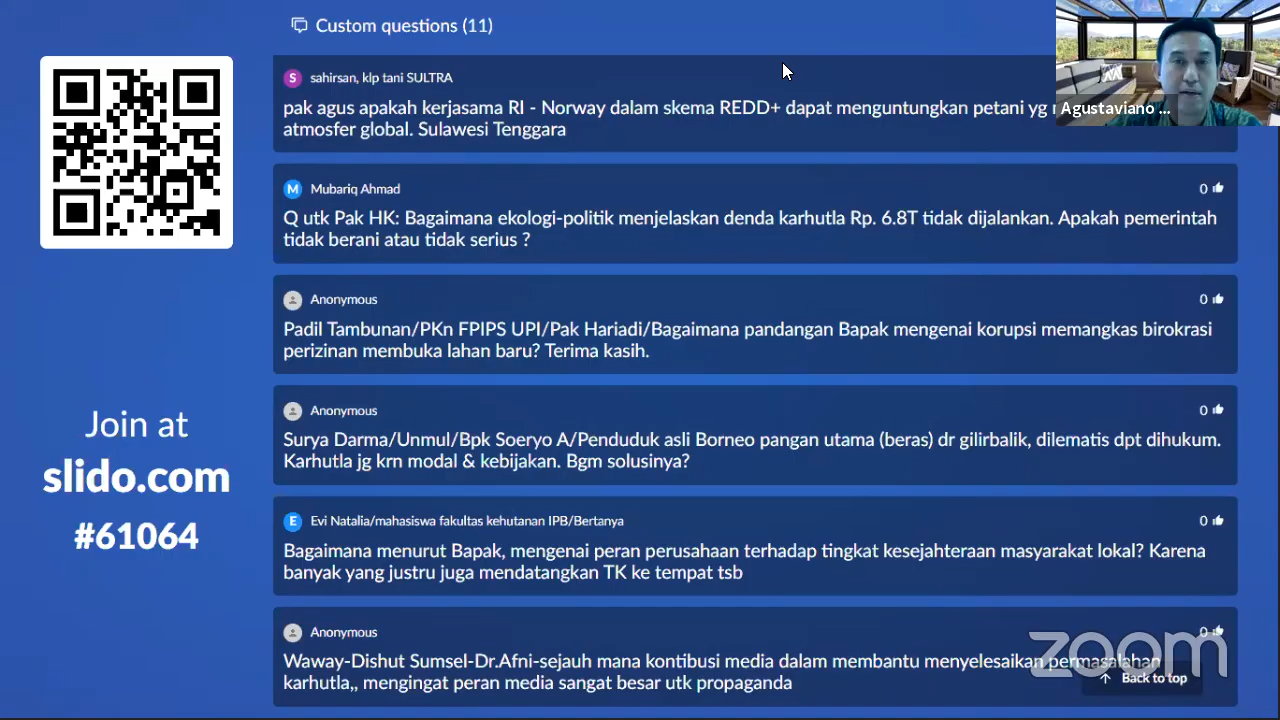 Custom questions (11)
S sahirsan, klp tani SULTRA
pak agus apakah kerjasama RI - Norway dalam skema REDD+ dapat menguntungkan petani yg
atmosfer global. Sulawesi Tenggara
Agustaviano ...
M Mubariq Ahmad 0
Q utk Pak HK: Bagaimana ekologi-politik menjelaskan denda karhutla Rp. 6.8T tidak dijalankan. Apakah pemerintah
tidak berani atau tidak serius ?
Anonymous 0
Padil Tambunan/PKn FPIPS UPI/Pak Hariadi/Bagaimana pandangan Bapak mengenai korupsi memangkas birokrasi
perizinan membuka lahan baru? Terima kasih.
Anonymous 0
Surya Darma/Unmul/Bpk Soeryo A/Penduduk asli Borneo pangan utama (beras) dr gilirbalik, dilematis dpt dihukum.
Karhutla jg krn modal & kebijakan. Bgm solusinya?
E Evi Natalia/mahasiswa fakultas kehutanan IPB/Bertanya 0
Bagaimana menurut Bapak, mengenai peran perusahaan terhadap tingkat kesejahteraan masyarakat lokal? Karena
banyak yang justru juga mendatangkan TK ke tempat tsb
Anonymous 0
Waway-Dishut Sumsel-Dr.Afni-sejauh mana kontibusi media dalam membantu menyelesaikan permasalahan
karhutla,, mengingat peran media sangat besar utk propaganda
Join at
slido.com
#61064
zoom
Back to top